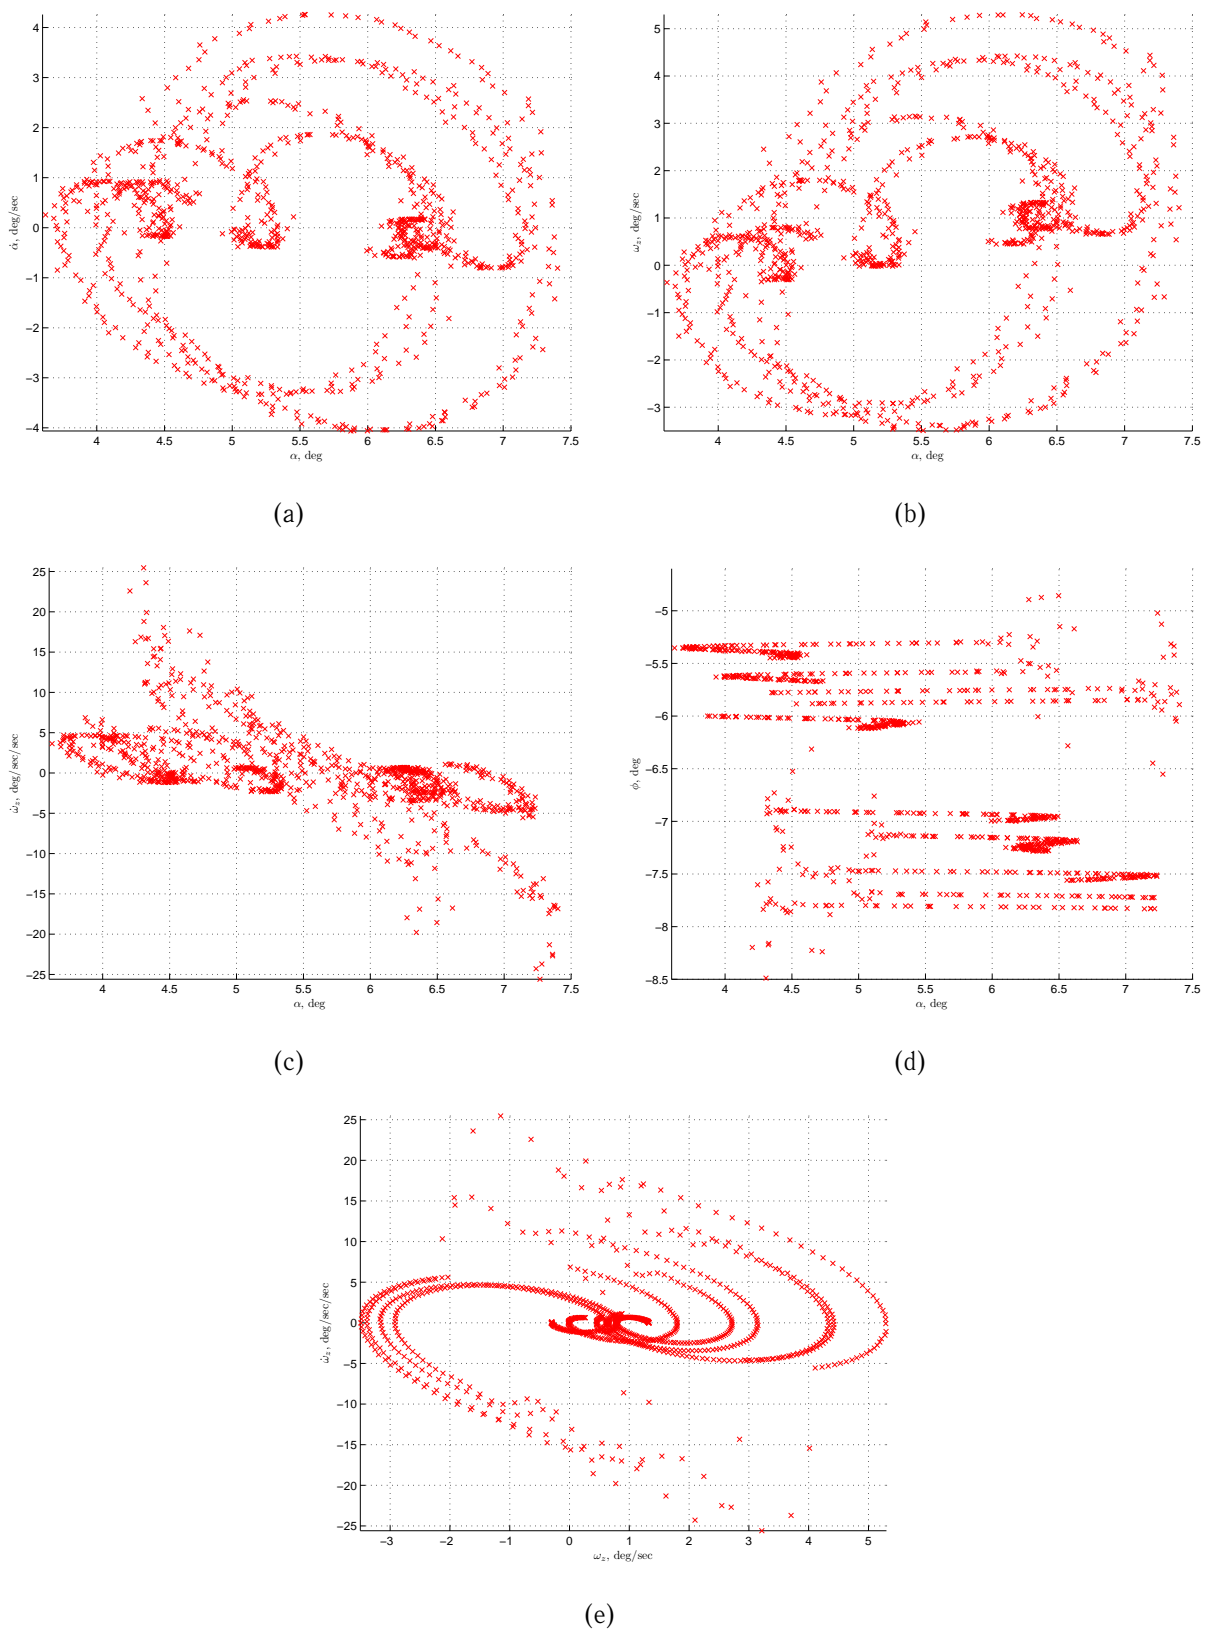 4
3
2
1
0
−1
−2
−3
−4
α̇, deg/sec
4 4.5 5 5.5 6 6.5 7 7.5
α, deg
(a)
5
4
3
2
1
0
−1
−2
−3
ω_z, deg/sec
4 4.5 5 5.5 6 6.5 7 7.5
α, deg
(b)
25
20
15
10
5
0
−5
−10
−15
−20
−25
ω̇_z, deg/sec/sec
4 4.5 5 5.5 6 6.5 7 7.5
α, deg
(c)
−5
−5.5
−6
−6.5
−7
−7.5
−8
−8.5
ϕ, deg
4 4.5 5 5.5 6 6.5 7 7.5
α, deg
(d)
25
20
15
10
5
0
−5
−10
−15
−20
−25
ω̇_z, deg/sec/sec
−3 −2 −1 0 1 2 3 4 5
ω_z, deg/sec
(e)